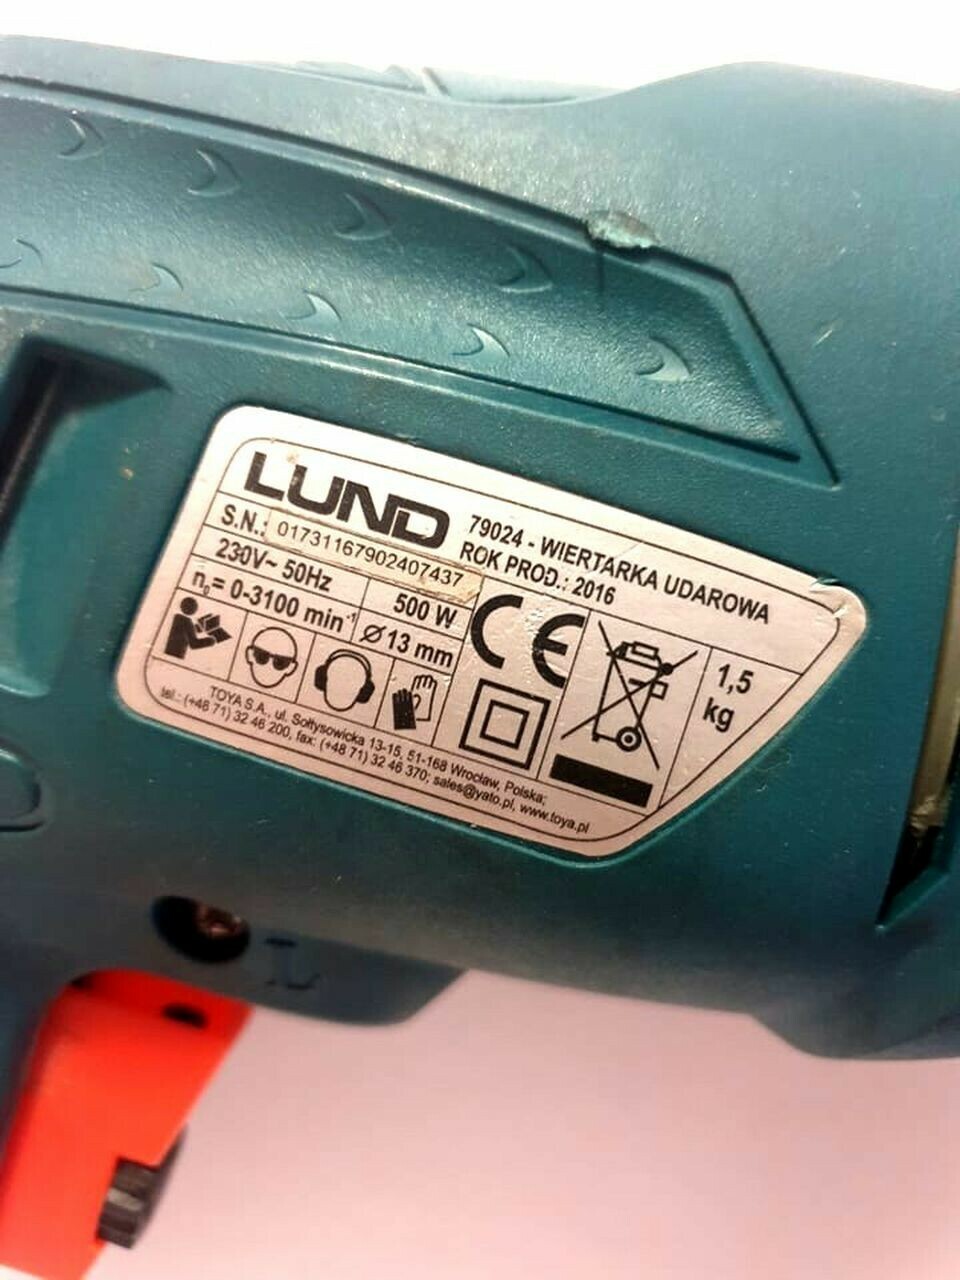 LUND
79024 - WIERTARKA UDAROWA
S.N.: 01731167902407437
ROK PROD.: 2016
230V~ 50Hz
500 W
n₀= 0-3100 min⁻¹
Ø 13 mm
CE
1,5
kg
TOYA S.A., ul. Sołtysowicka 13-15, 51-168 Wrocław, Polska;
tel.: (+48 71) 32 46 200, fax: (+48 71) 32 46 370; sales@yato.pl, www.toya.pl
L